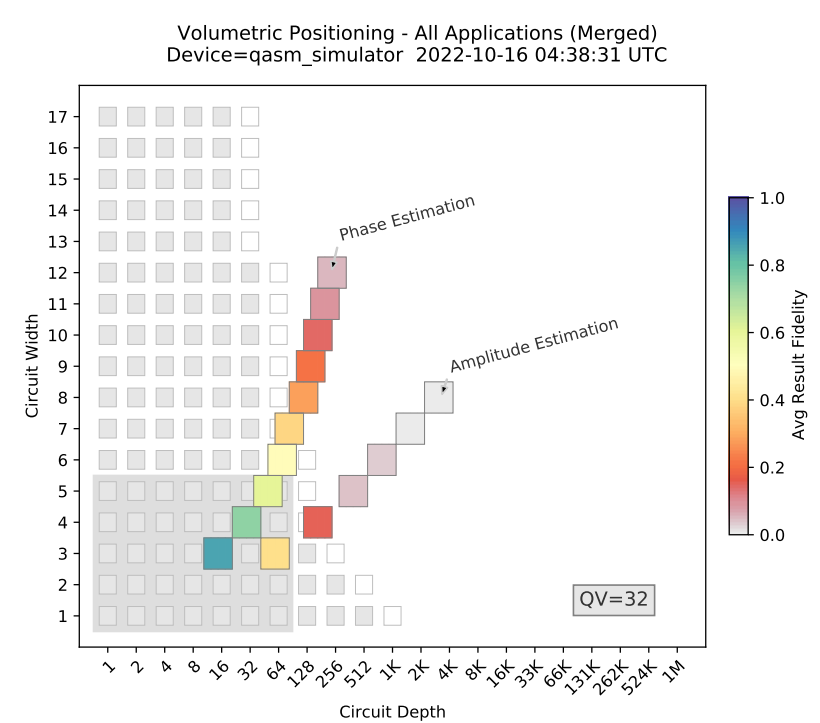 Volumetric Positioning - All Applications (Merged)
Device=qasm_simulator  2022-10-16 04:38:31 UTC
Circuit Width
17
16
15
14
13
12
11
10
9
8
7
6
5
4
3
2
1
Phase Estimation
Amplitude Estimation
QV=32
1 2 4 8 16 32 64 128 256 512 1K 2K 4K 8K 16K 33K 66K 131K 262K 524K 1M
Circuit Depth
1.0
0.8
0.6
0.4
0.2
0.0
Avg Result Fidelity